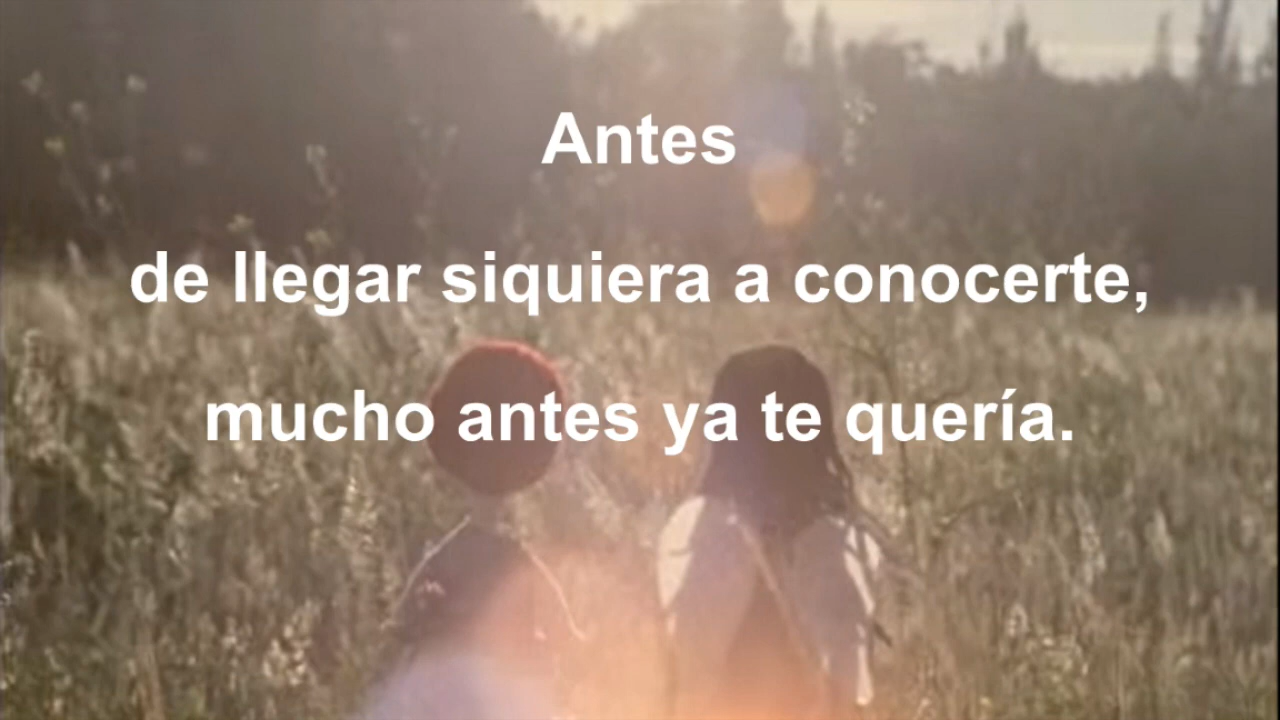 Antes
de llegar siquiera a conocerte,
mucho antes ya te quería.